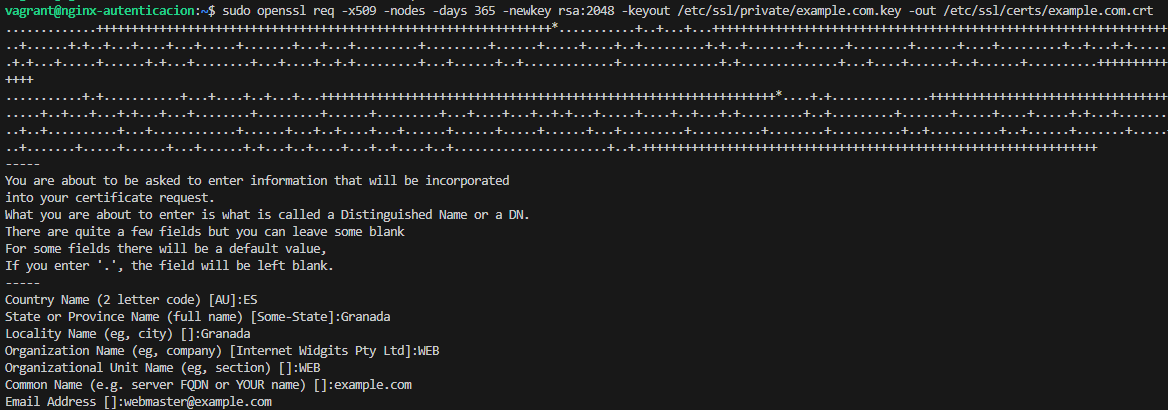 vagrant@nginx-autenticacion:~$ sudo openssl req -x509 -nodes -days 365 -newkey rsa:2048 -keyout /etc/ssl/private/example.com.key -out /etc/ssl/certs/example.com.crt
-----
You are about to be asked to enter information that will be incorporated
into your certificate request.
What you are about to enter is what is called a Distinguished Name or a DN.
There are quite a few fields but you can leave some blank
For some fields there will be a default value,
If you enter '.', the field will be left blank.
-----
Country Name (2 letter code) [AU]:ES
State or Province Name (full name) [Some-State]:Granada
Locality Name (eg, city) []:Granada
Organization Name (eg, company) [Internet Widgits Pty Ltd]:WEB
Organizational Unit Name (eg, section) []:WEB
Common Name (e.g. server FQDN or YOUR name) []:example.com
Email Address []:webmaster@example.com